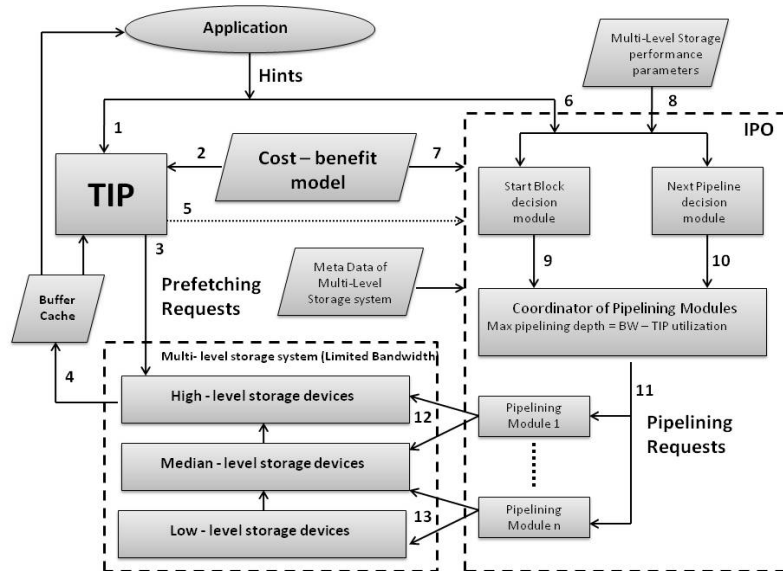 Application
Multi-Level Storage
performance
parameters
Hints
6
8
IPO
1
2
Cost – benefit
model
7
TIP
5
Start Block
decision
module
Next Pipeline
decision
module
3
9
10
Prefetching
Requests
Meta Data of
Multi-Level
Storage system
Buffer
Cache
Coordinator of Pipelining Modules
Max pipelining depth = BW – TIP utilization
4
Multi- level storage system (Limited Bandwidth)
11
High - level storage devices
12
Pipelining
Module 1
Pipelining
Requests
Median - level storage devices
13
Low - level storage devices
Pipelining
Module n